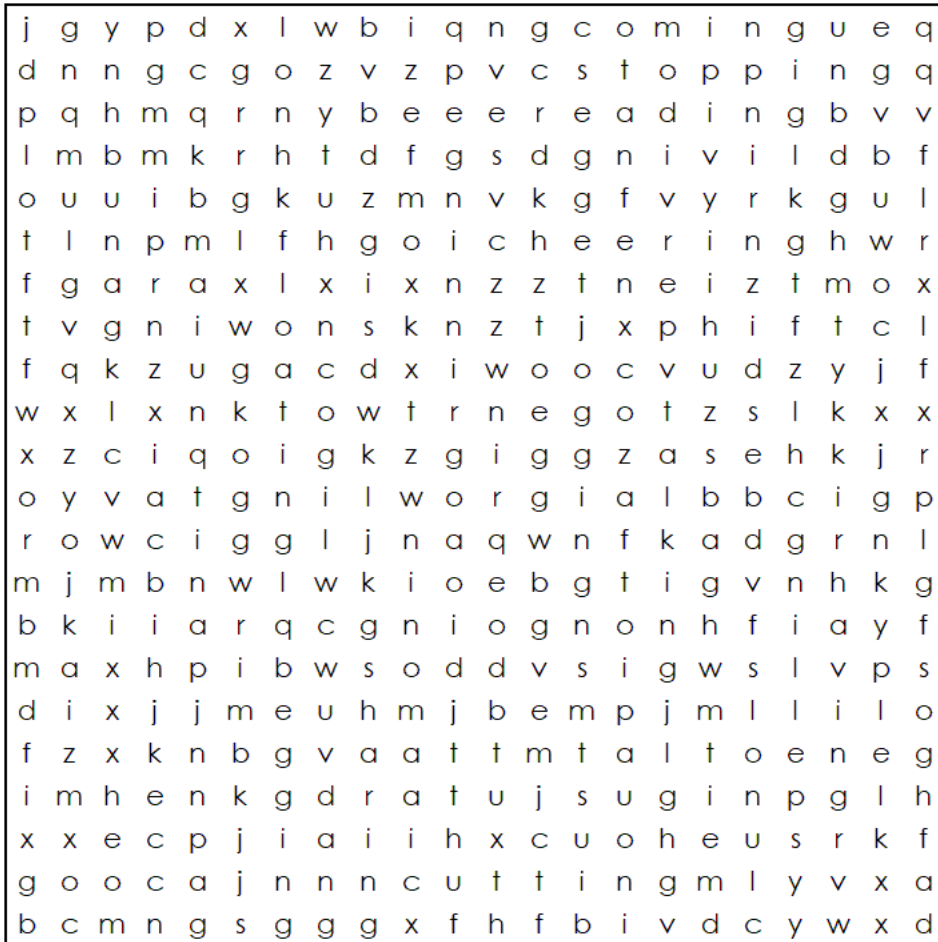 j g y p d x l w b i q n g c o m i n g u e q
d n n g c g o z v z p v c s t o p p i n g q
p q h m q r n y b e e e r e a d i n g b v v
l m b m k r h t d f g s d g n i v i l d b f
o u u i b g k u z m n v k g f v y r k g u l
t l n p m l f h g o i c h e e r i n g h w r
f g a r a x l x i x n z z t n e i z t m o x
t v g n i w o n s k n z t j x p h i f t c l
f q k z u g a c d x i w o o c v u d z y j f
w x l x n k t o w t r n e g o t z s l k x x
x z c i q o i g k z g i g g z a s e h k j r
o y v a t g n i l w o r g i a l b b c i g p
r o w c i g g l j n a q w n f k a d g r n l
m j m b n w l w k i o e b g t i g v n h k g
b k i i a r q c g n i o g n o n h f i a y f
m a x h p i b w s o d d v s i g w s l v p s
d i x j j m e u h m j b e m p j m l l i l o
f z x k n b g v a a t t m t a l t o e n e g
i m h e n k g d r a t u j s u g i n p g l h
x x e c p j i a i i h x c u o h e u s r k f
g o o c a j n n n c u t t i n g m l y v x a
b c m n g s g g g x f h f b i v d c y w x d